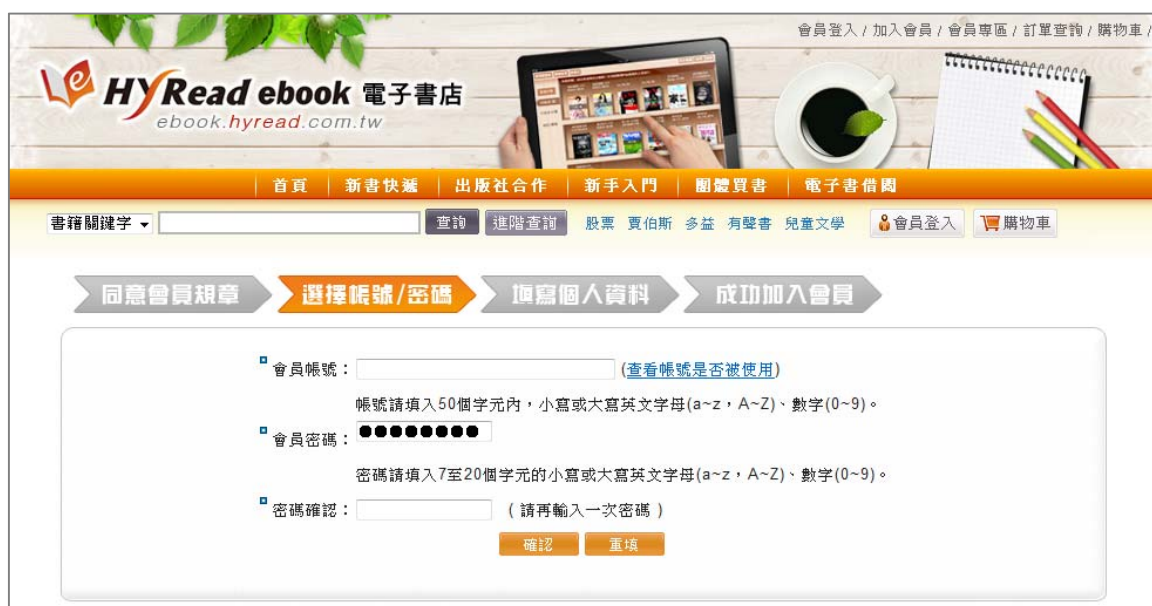 會員登入 / 加入會員 / 會員專區 / 訂單查詢 / 購物車 /
HyRead ebook 電子書店
ebook.hyread.com.tw
首頁 | 新書快遞 | 出版社合作 | 新手入門 | 團體買書 | 電子書借閱
書籍關鍵字 查詢 進階查詢 股票 賈伯斯 多益 有聲書 兒童文學 會員登入 購物車
同意會員規章 選擇帳號/密碼 填寫個人資料 成功加入會員
會員帳號： (查看帳號是否被使用)
帳號請填入50個字元內，小寫或大寫英文字母(a~z，A~Z)、數字(0~9)。
會員密碼： ●●●●●●●●
密碼請填入7至20個字元的小寫或大寫英文字母(a~z，A~Z)、數字(0~9)。
密碼確認： ( 請再輸入一次密碼 )
確認 重填